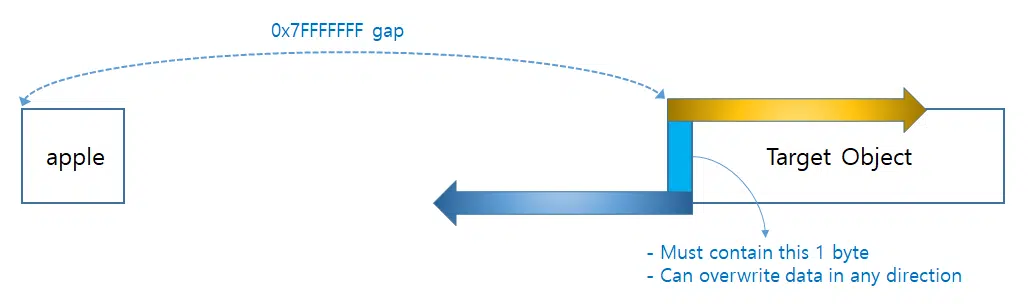 0x7FFFFFFF gap
apple
Target Object
- Must contain this 1 byte
- Can overwrite data in any direction